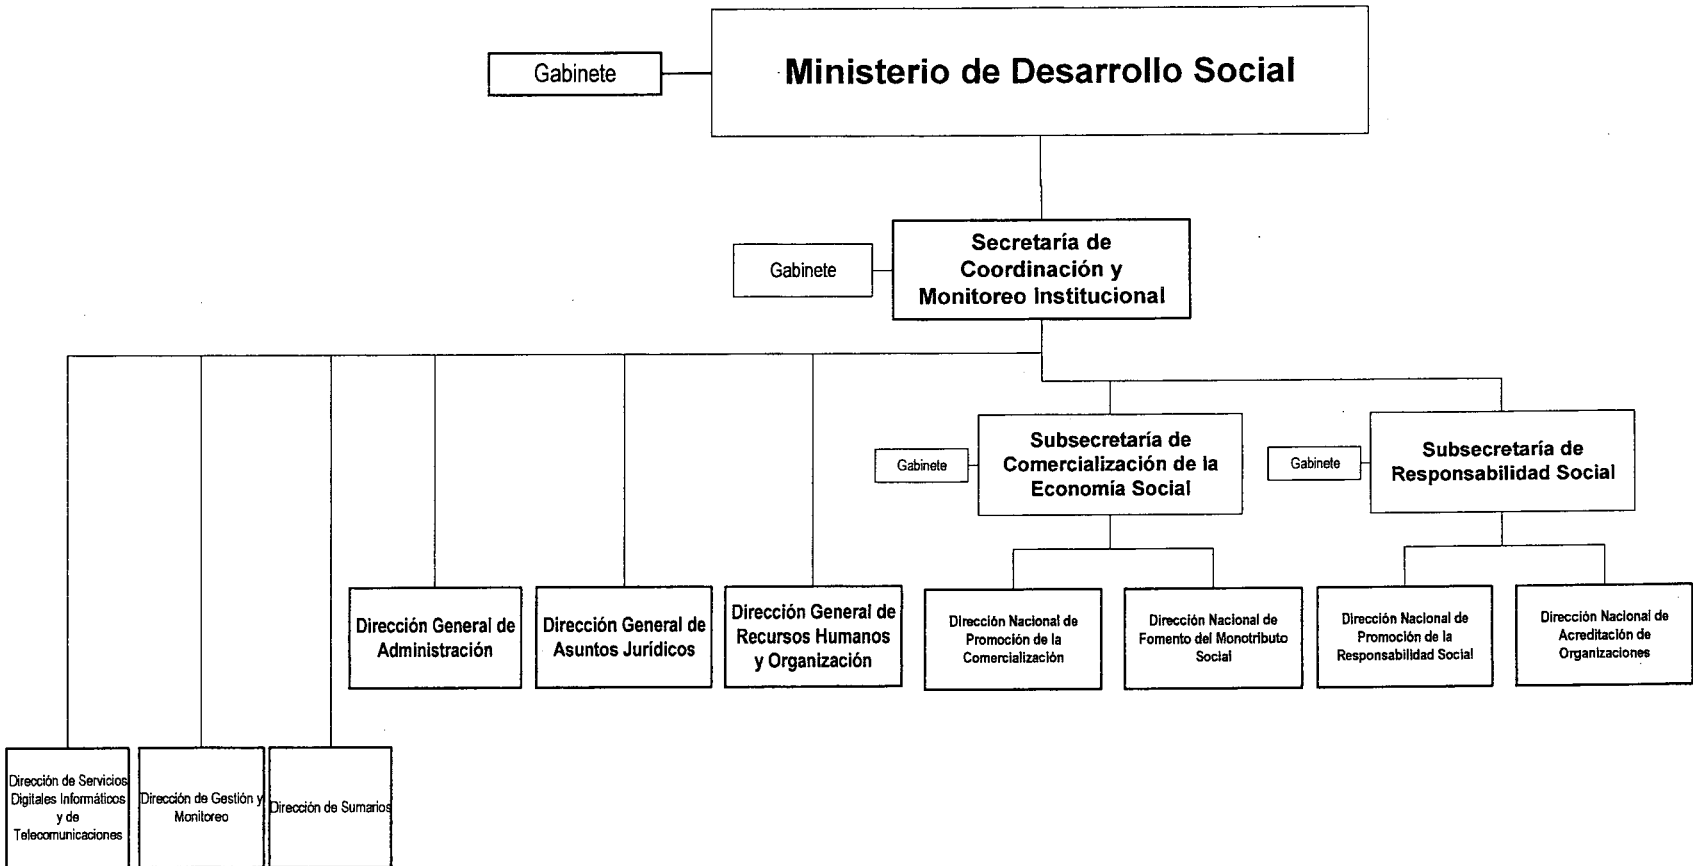 Gabinete
Ministerio de Desarrollo Social
Gabinete
Secretaría de
Coordinación y
Monitoreo Institucional
Gabinete
Subsecretaría de
Comercialización de la
Economía Social
Gabinete
Subsecretaría de
Responsabilidad Social
Dirección General de
Administración
Dirección General de
Asuntos Jurídicos
Dirección General de
Recursos Humanos
y Organización
Dirección Nacional de
Promoción de la
Comercialización
Dirección Nacional de
Fomento del Monotributo
Social
Dirección Nacional de
Promoción de la
Responsabilidad Social
Dirección Nacional de
Acreditación de
Organizaciones
Dirección de Servicios
Digitales Informáticos
y de
Telecomunicaciones
Dirección de Gestión y
Monitoreo
Dirección de Sumarios